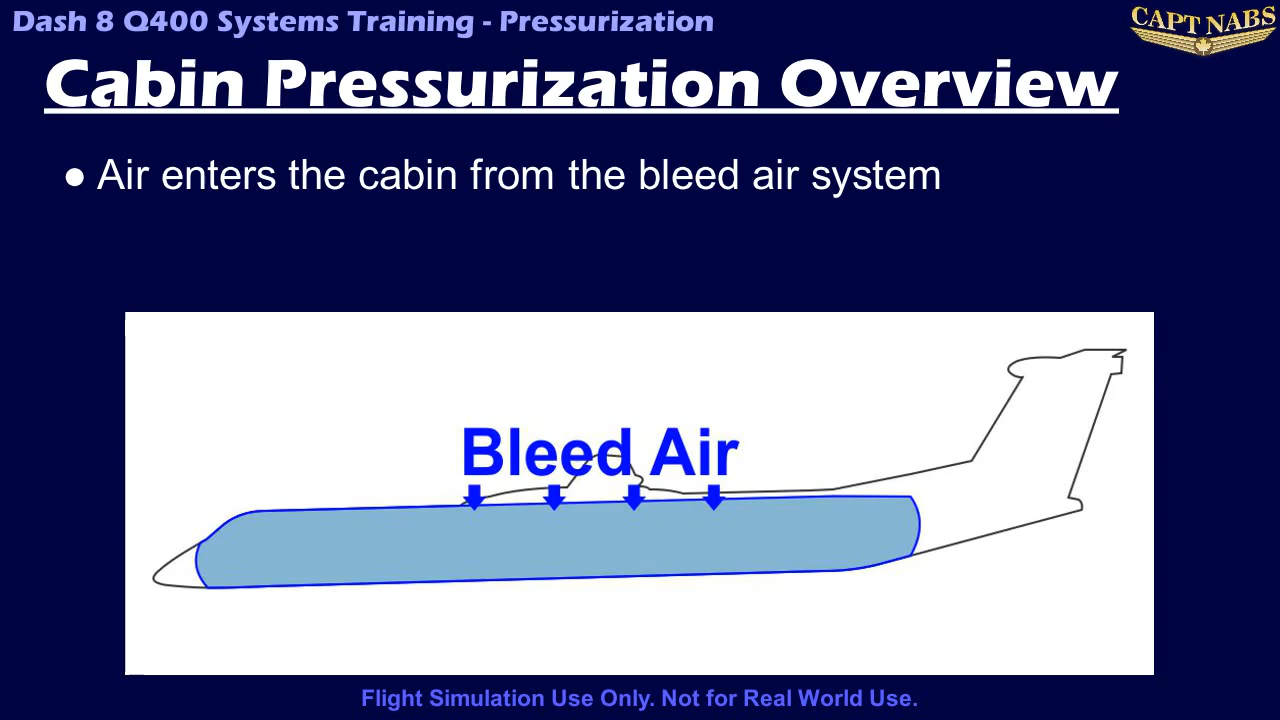 Dash 8 Q400 Systems Training - Pressurization
CAPT NABS
Cabin Pressurization Overview
● Air enters the cabin from the bleed air system
Bleed Air
Flight Simulation Use Only. Not for Real World Use.